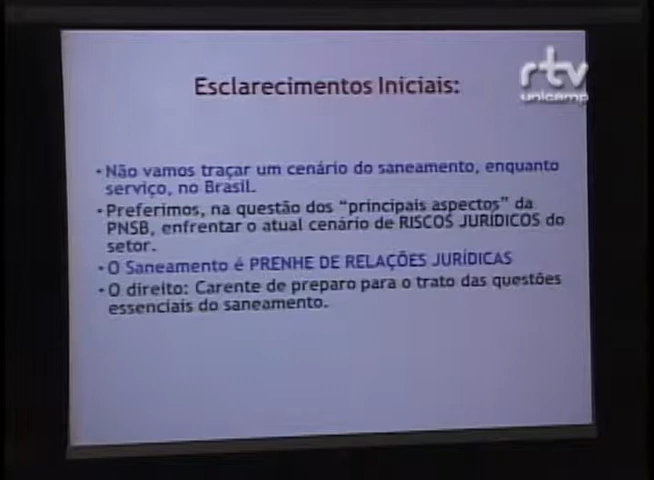 Esclarecimentos Iniciais:
rtv
unicamp
• Não vamos traçar um cenário do saneamento, enquanto
serviço, no Brasil.
• Preferimos, na questão dos “principais aspectos” da
PNSB, enfrentar o atual cenário de RISCOS JURÍDICOS do
setor.
• O Saneamento é PRENHE DE RELAÇÕES JURÍDICAS
• O direito: Carente de preparo para o trato das questões
essenciais do saneamento.